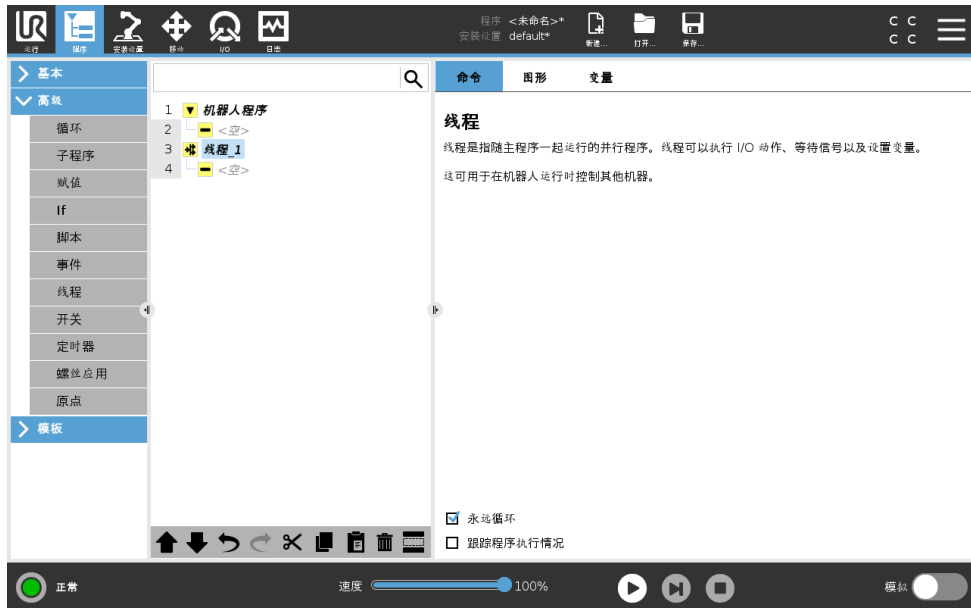 UR
运行
程序
安装设置
移动
I/O
日志
程序 <未命名>*
安装设置 default*
新建...
打开...
保存...
C C
C C
基本
高级
循环
子程序
赋值
If
脚本
事件
线程
开关
定时器
螺丝应用
原点
模板
1 机器人程序
2 <空>
3 线程_1
4 <空>
命令 图形 变量
线程
线程是指随主程序一起运行的并行程序。线程可以执行 I/O 动作、等待信号以及设置变量。
这可用于在机器人运行时控制其他机器。
永远循环
跟踪程序执行情况
正常
速度 100%
模拟